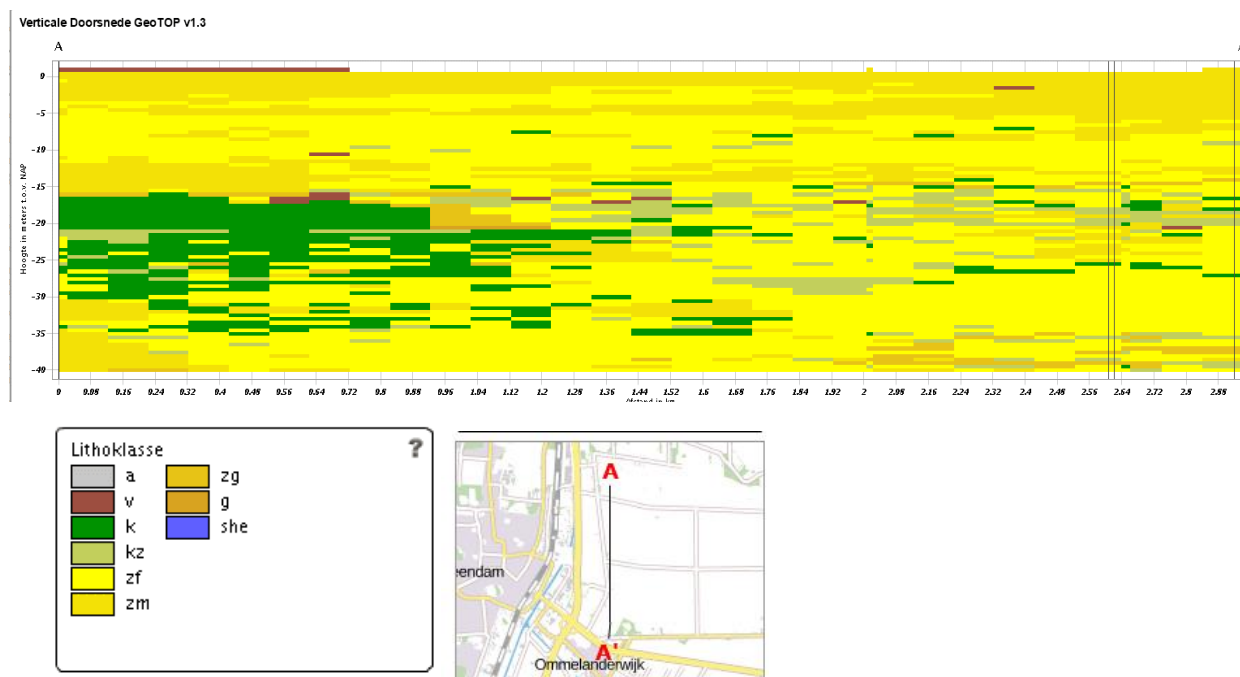 Verticale Doorsnede GeoTOP v1.3
A
Hoogte in meters t.o.v. NAP
0
-5
-10
-15
-20
-25
-30
-35
-40
0 0.08 0.16 0.24 0.32 0.4 0.48 0.56 0.64 0.72 0.8 0.88 0.96 1.04 1.12 1.2 1.28 1.36 1.44 1.52 1.6 1.68 1.76 1.84 1.92 2 2.08 2.16 2.24 2.32 2.4 2.48 2.56 2.64 2.72 2.8 2.88
Afstand in km
Lithoklasse ?
a zg
v g
k she
kz
zf
zm
A
eendam
A'
Ommelanderwijk